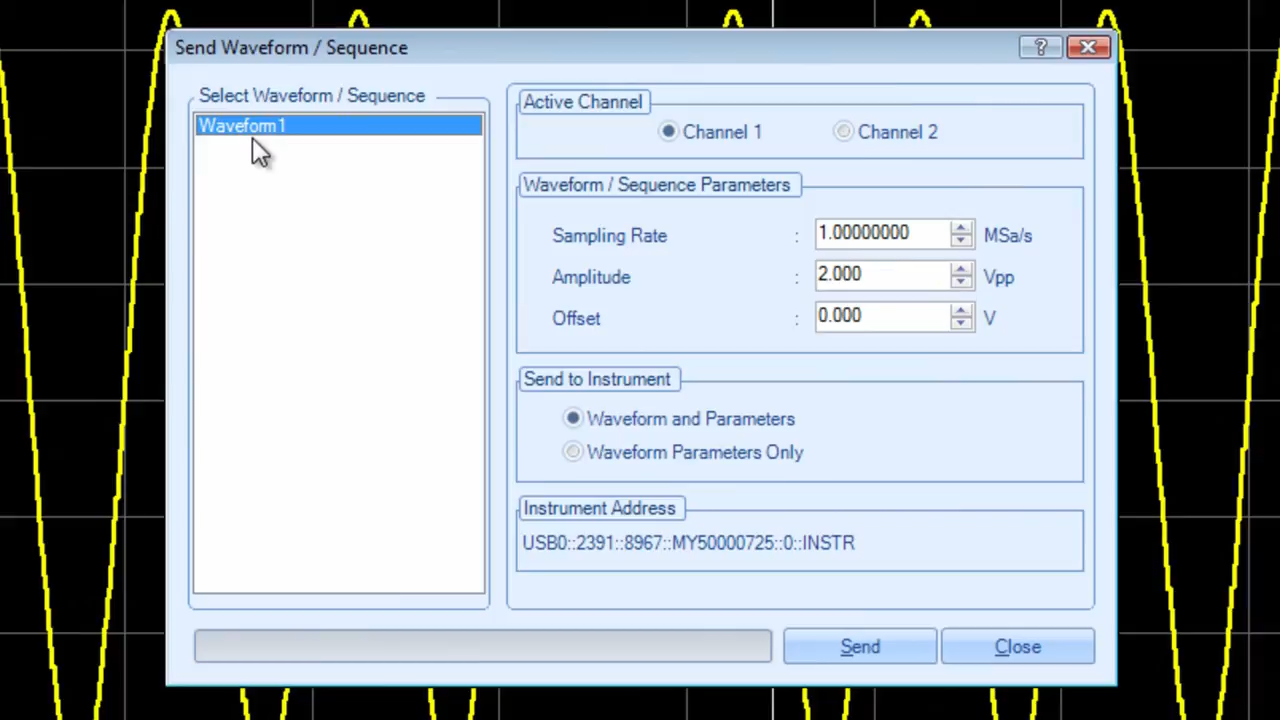 Send Waveform / Sequence
?
Select Waveform / Sequence
Waveform1
Active Channel
Channel 1
Channel 2
Waveform / Sequence Parameters
Sampling Rate : 1.00000000 MSa/s
Amplitude : 2.000 Vpp
Offset : 0.000 V
Send to Instrument
Waveform and Parameters
Waveform Parameters Only
Instrument Address
USB0::2391::8967::MY50000725::0::INSTR
Send
Close